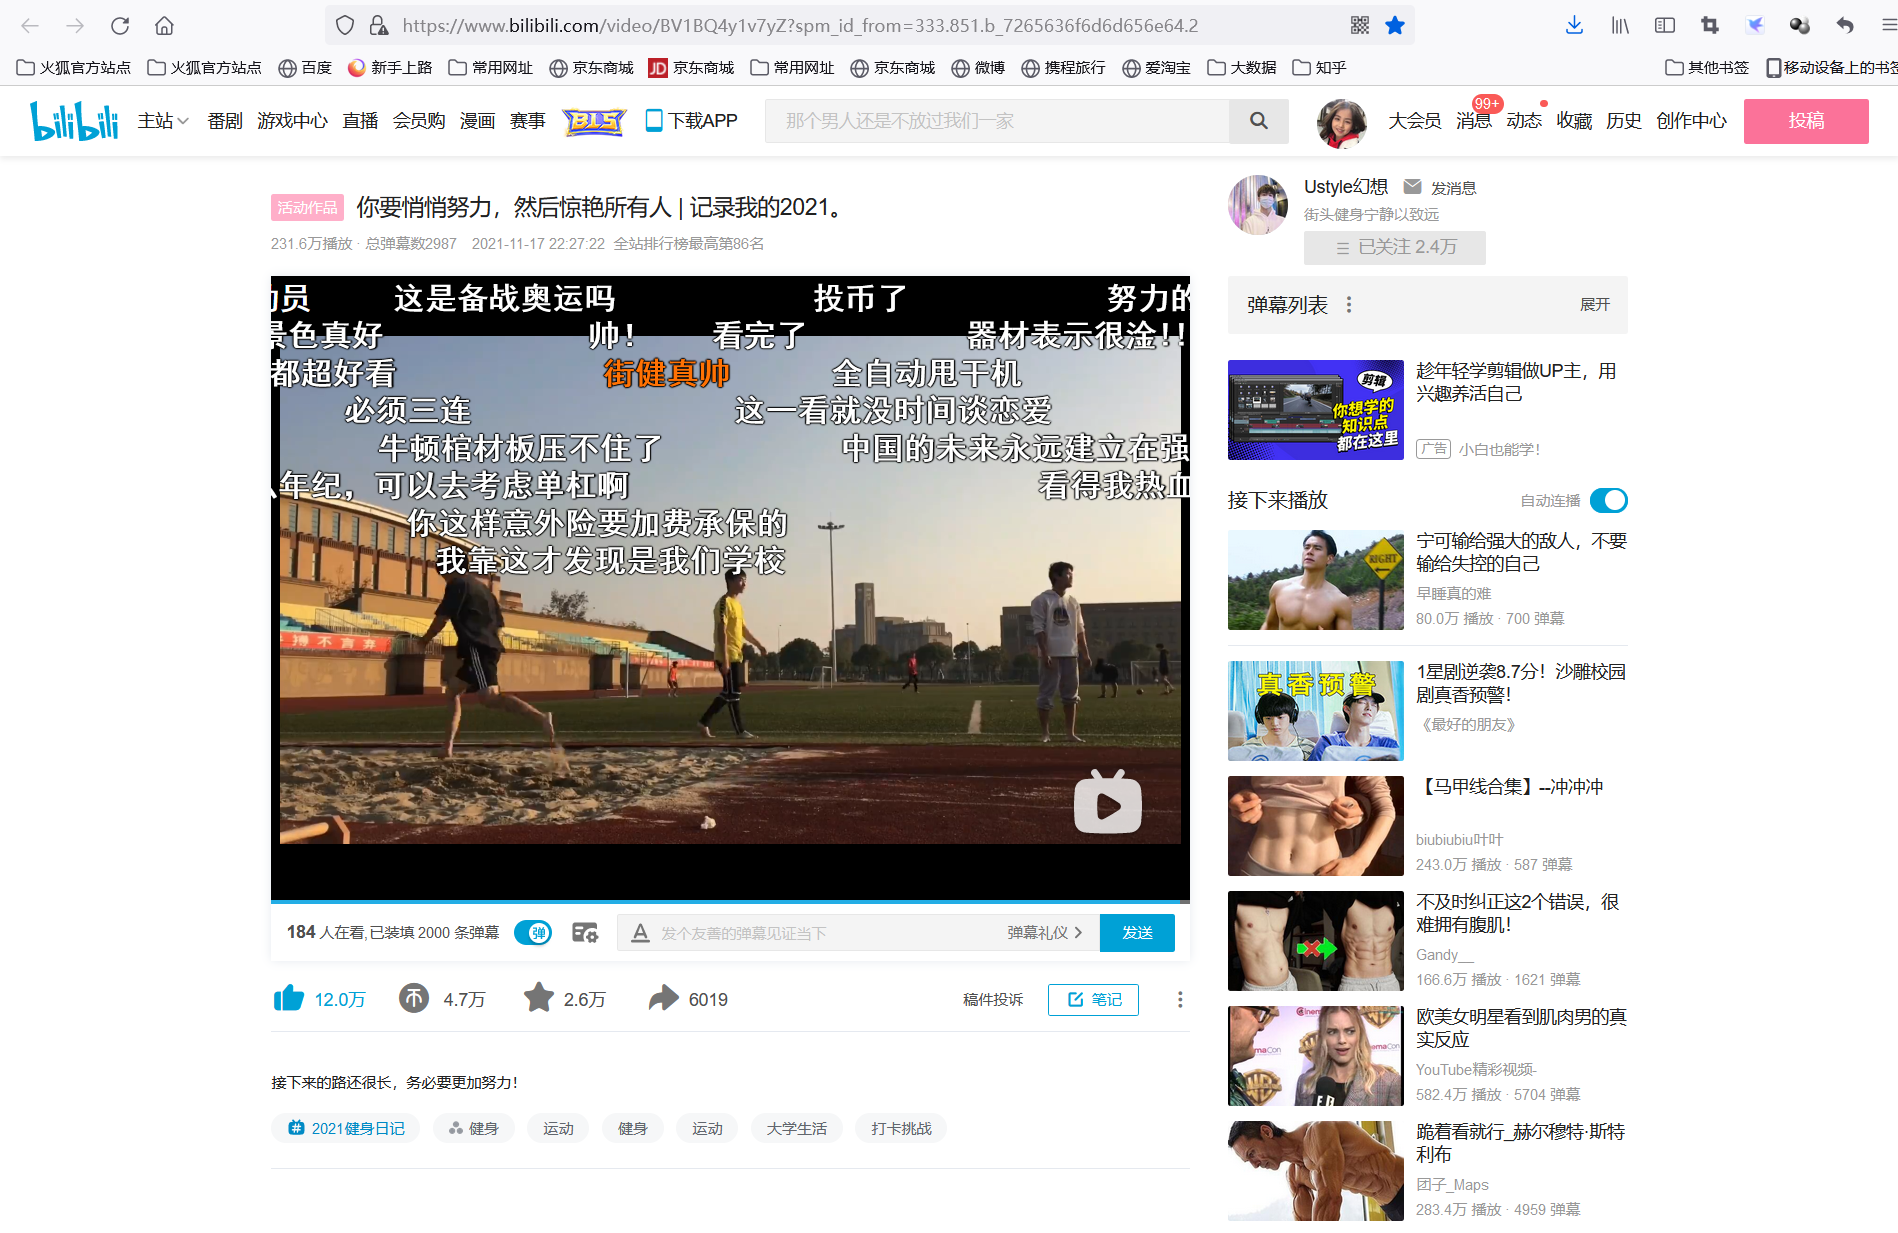 https://www.bilibili.com/video/BV1BQ4y1v7yZ?spm_id_from=333.851.b_7265636f6d6d656e64.2
火狐官方站点 火狐官方站点 百度 新手上路 常用网址 京东商城 JD 京东商城 常用网址 京东商城 微博 携程旅行 爱淘宝 大数据 知乎 其他书签 移动设备上的书签
bilibili 主站 番剧 游戏中心 直播 会员购 漫画 赛事 下载APP 那个男人还是不放过我们一家 大会员 消息 99+ 动态 收藏 历史 创作中心 投稿
活动作品 你要悄悄努力，然后惊艳所有人 | 记录我的2021。
231.6万播放 · 总弹幕数2987 2021-11-17 22:27:22 全站排行榜最高第86名
Ustyle幻想 发消息
街头健身宁静以致远
已关注 2.4万
员 这是备战奥运吗 投币了 努力的
景色真好 帅！ 看完了 器材表示很淦!!
都超好看 街健真帅 全自动甩干机
必须三连 这一看就没时间谈恋爱
牛顿棺材板压不住了 中国的未来永远建立在强
年纪，可以去考虑单杠啊 看得我热血
你这样意外险要加费承保的
我靠这才发现是我们学校
搏不言弃
184 人在看,已装填 2000 条弹幕 弹 发个友善的弹幕见证当下 弹幕礼仪 发送
12.0万 4.7万 2.6万 6019 稿件投诉 笔记
接下来的路还很长，务必要更加努力！
2021健身日记 健身 运动 健身 运动 大学生活 打卡挑战
弹幕列表 展开
剪辑
你想学的
知识点
都在这里
趁年轻学剪辑做UP主，用
兴趣养活自己
广告 小白也能学！
接下来播放 自动连播
RIGHT
宁可输给强大的敌人，不要
输给失控的自己
早睡真的难
80.0万 播放 · 700 弹幕
真香预警
1星剧逆袭8.7分！沙雕校园
剧真香预警！
《最好的朋友》
【马甲线合集】--冲冲冲
biubiubiu叶叶
243.0万 播放 · 587 弹幕
不及时纠正这2个错误，很
难拥有腹肌！
Gandy__
166.6万 播放 · 1621 弹幕
欧美女明星看到肌肉男的真
实反应
YouTube精彩视频-
582.4万 播放 · 5704 弹幕
跪着看就行_赫尔穆特·斯特
利布
团子_Maps
283.4万 播放 · 4959 弹幕